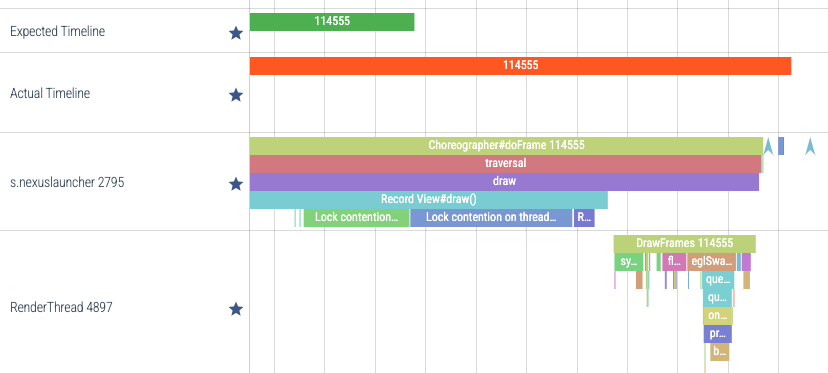 Expected Timeline
114555
Actual Timeline
114555
s.nexuslauncher 2795
Choreographer#doFrame 114555
traversal
draw
Record View#draw()
Lock contention... Lock contention on thread... R...
RenderThread 4897
DrawFrames 114555
sy... fl... eglSwa...
que...
qu...
on...
pr...
b...